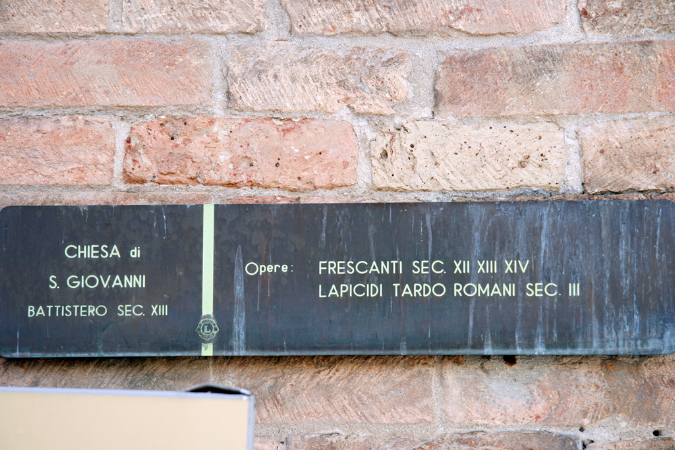 CHIESA di
S. GIOVANNI
BATTISTERO SEC. XIII
Opere:
FRESCANTI SEC. XII XIII XIV
LAPICIDI TARDO ROMANI SEC. III